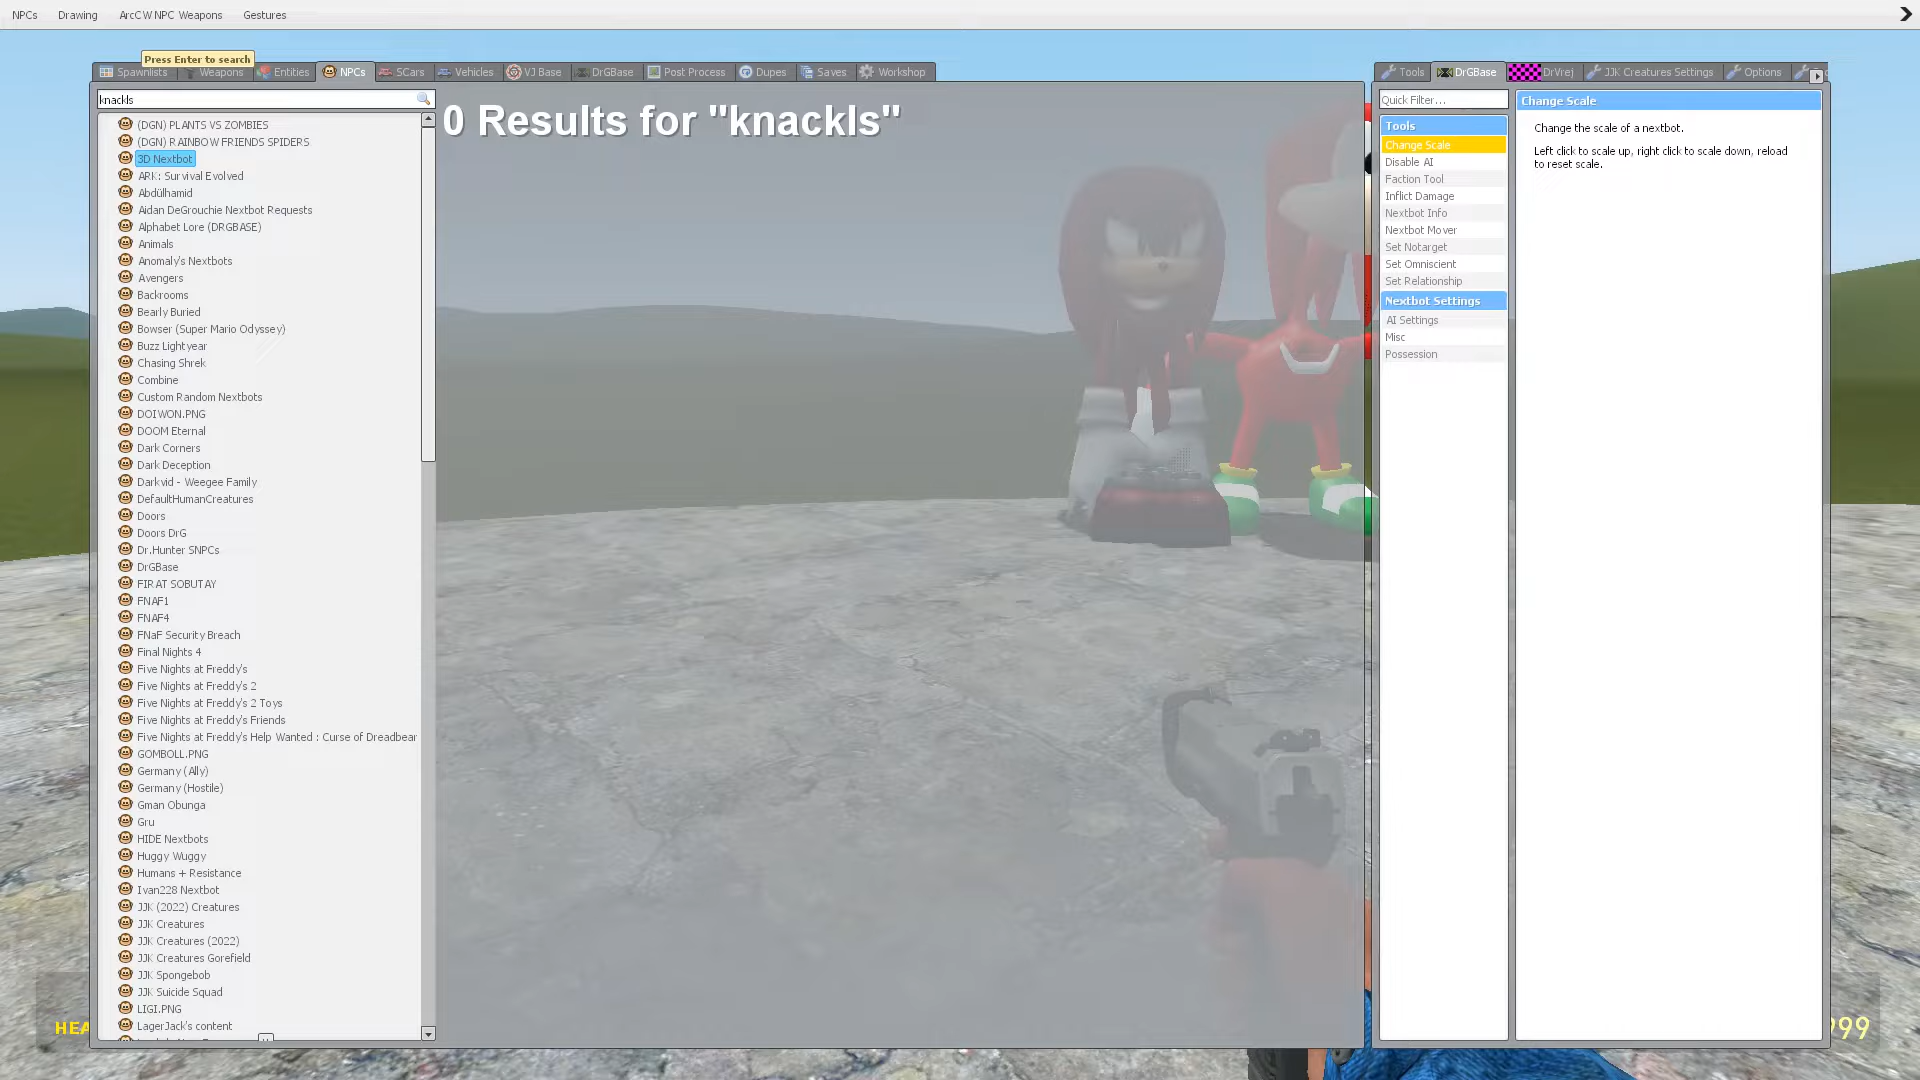 NPCs Drawing ArcCW NPC Weapons Gestures
Press Enter to search
Spawnlists Weapons Entities NPCs SCars Vehicles VJ Base DrGBase Post Process Dupes Saves Workshop
knackls
0 Results for "knackls"
(DGN) PLANTS VS ZOMBIES
(DGN) RAINBOW FRIENDS SPIDERS
3D Nextbot
ARK: Survival Evolved
Abdülhamid
Aidan DeGrouchie Nextbot Requests
Alphabet Lore (DRGBASE)
Animals
Anomaly's Nextbots
Avengers
Backrooms
Bearly Buried
Bowser (Super Mario Odyssey)
Buzz Lightyear
Chasing Shrek
Combine
Custom Random Nextbots
DOIWON.PNG
DOOM Eternal
Dark Corners
Dark Deception
Darkvid - Weegee Family
DefaultHumanCreatures
Doors
Doors DrG
Dr.Hunter SNPCs
DrGBase
FIRAT SOBUTAY
FNAF1
FNAF4
FNaF Security Breach
Final Nights 4
Five Nights at Freddy's
Five Nights at Freddy's 2
Five Nights at Freddy's 2 Toys
Five Nights at Freddy's Friends
Five Nights at Freddy's Help Wanted : Curse of Dreadbear
GOMBOLL.PNG
Germany (Ally)
Germany (Hostile)
Gman Obunga
Gru
HIDE Nextbots
Huggy Wuggy
Humans + Resistance
Ivan228 Nextbot
JJK (2022) Creatures
JJK Creatures
JJK Creatures (2022)
JJK Creatures Gorefield
JJK Spongebob
JJK Suicide Squad
LIGI.PNG
LagerJack's content
HEA
Tools DrGBase DrVrej JJK Creatures Settings Options
Quick Filter...
Tools
Change Scale
Disable AI
Faction Tool
Inflict Damage
Nextbot Info
Nextbot Mover
Set Notarget
Set Omniscient
Set Relationship
Nextbot Settings
AI Settings
Misc
Possession
Change Scale
Change the scale of a nextbot.
Left click to scale up, right click to scale down, reload
to reset scale.
999